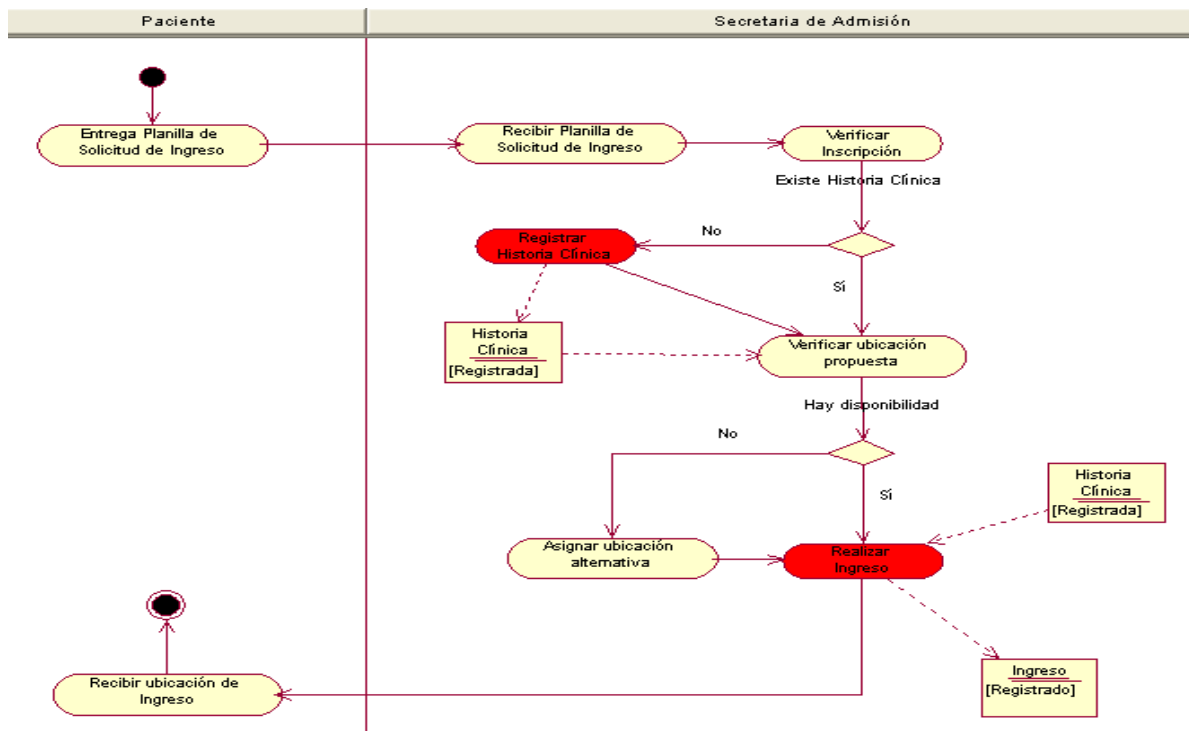 Paciente
Secretaria de Admisión
Entrega Planilla de
Solicitud de Ingreso
Recibir Planilla de
Solicitud de Ingreso
Verificar
Inscripción
Existe Historia Clínica
No
Registrar
Historia Clínica
Sí
Historia
Clínica
[Registrada]
Verificar ubicación
propuesta
Hay disponibilidad
No
Sí
Historia
Clínica
[Registrada]
Asignar ubicación
alternativa
Realizar
Ingreso
Recibir ubicación de
Ingreso
Ingreso
[Registrado]